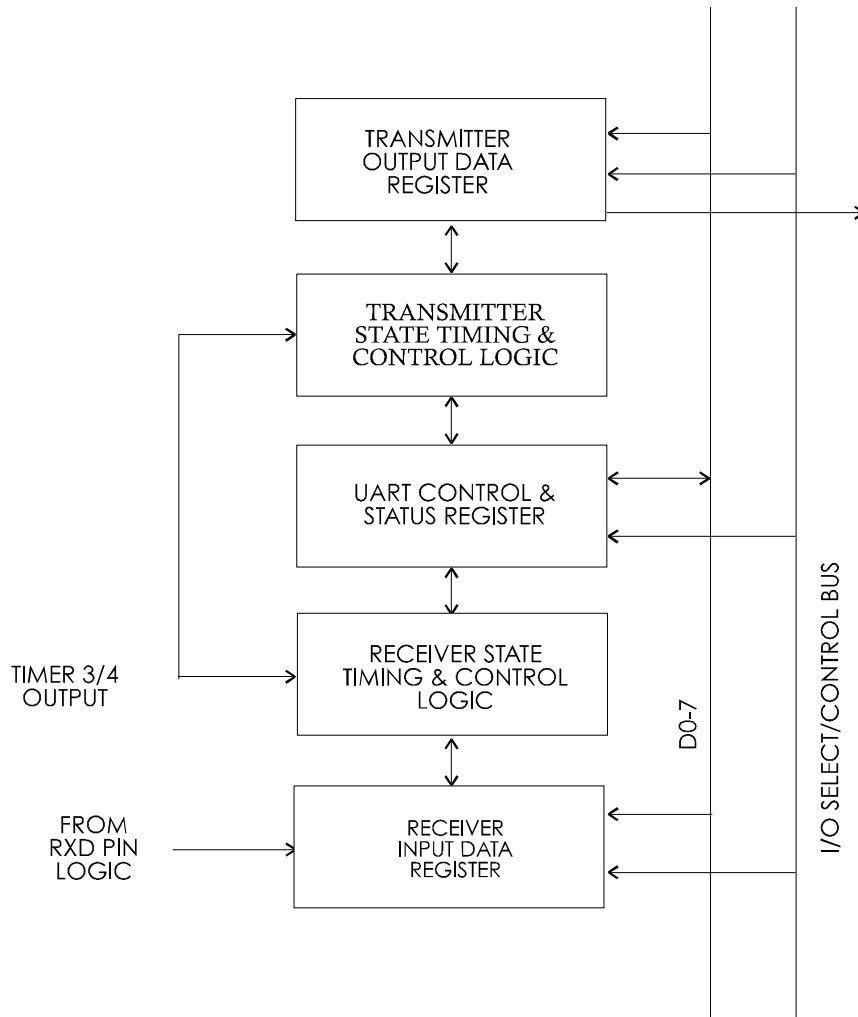 TRANSMITTER
OUTPUT DATA
REGISTER
TRANSMITTER
STATE TIMING &
CONTROL LOGIC
UART CONTROL &
STATUS REGISTER
RECEIVER STATE
TIMING & CONTROL
LOGIC
TIMER 3/4
OUTPUT
RECEIVER
INPUT DATA
REGISTER
FROM
RXD PIN
LOGIC
D0-7
I/O SELECT/CONTROL BUS